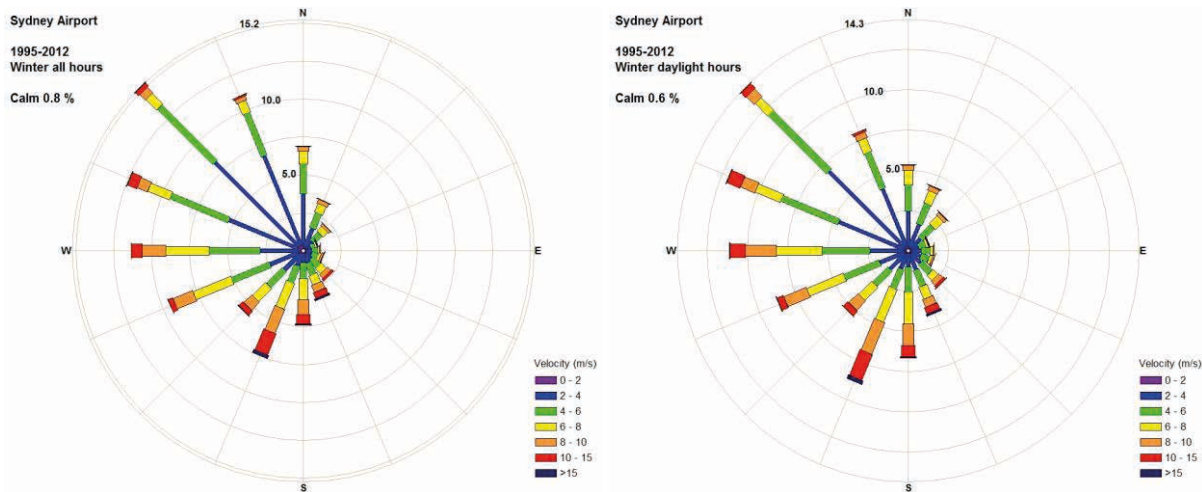 Sydney Airport
1995-2012
Winter all hours
Calm 0.8 %
N
15.2
10.0
5.0
W
E
S
Velocity (m/s)
0 - 2
2 - 4
4 - 6
6 - 8
8 - 10
10 - 15
>15
Sydney Airport
1995-2012
Winter daylight hours
Calm 0.6 %
N
14.3
10.0
5.0
W
E
S
Velocity (m/s)
0 - 2
2 - 4
4 - 6
6 - 8
8 - 10
10 - 15
>15